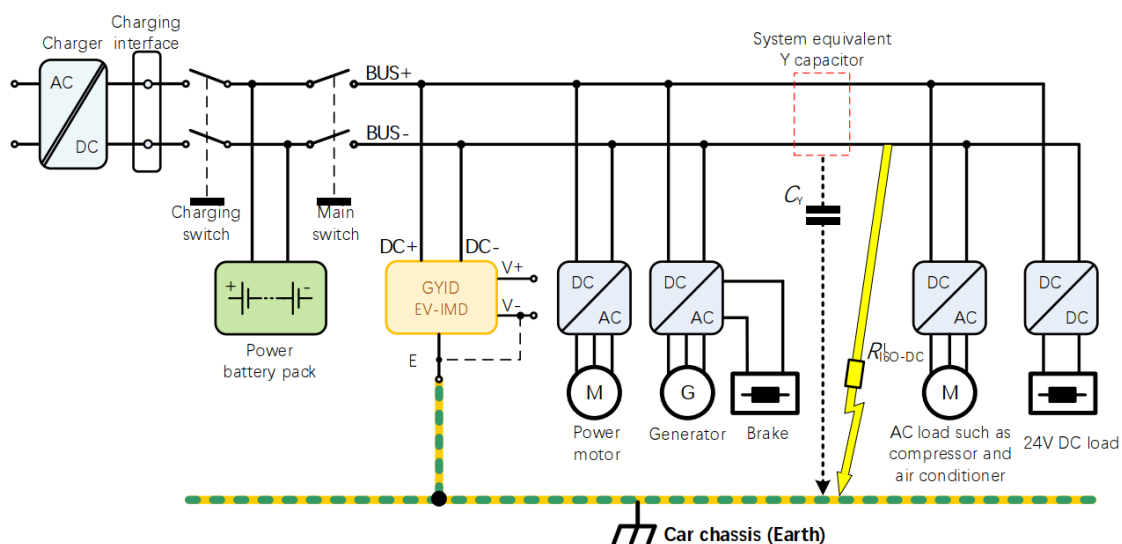 Charging
interface
Charger
AC
DC
BUS+
BUS-
System equivalent
Y capacitor
Charging
switch
Main
switch
DC+
DC-
V+
V-
GYID
EV-IMD
E
+
-
Power
battery pack
DC
AC
M
Power
motor
DC
AC
G
Generator
Brake
CY
RISO-DC
DC
AC
M
AC load such as
compressor and
air conditioner
DC
DC
24V DC load
Car chassis (Earth)